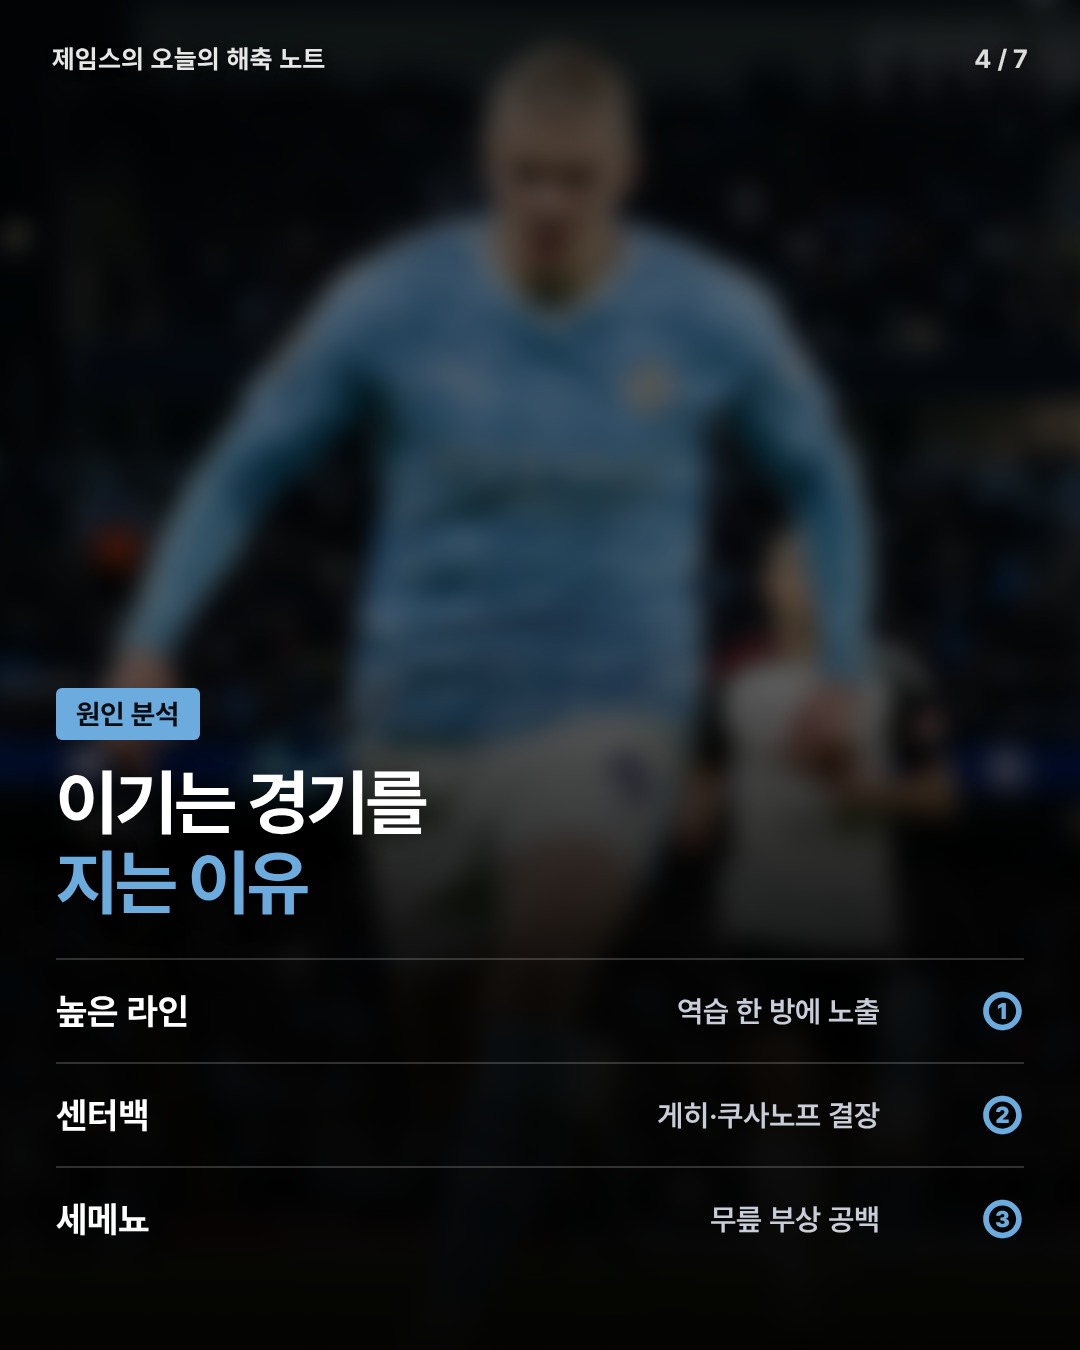 제임스의 오늘의 해축 노트
4 / 7
원인 분석
이기는 경기를
지는 이유
높은 라인 역습 한 방에 노출 ①
센터백 게히·쿠사노프 결장 ②
세메뇨 무릎 부상 공백 ③